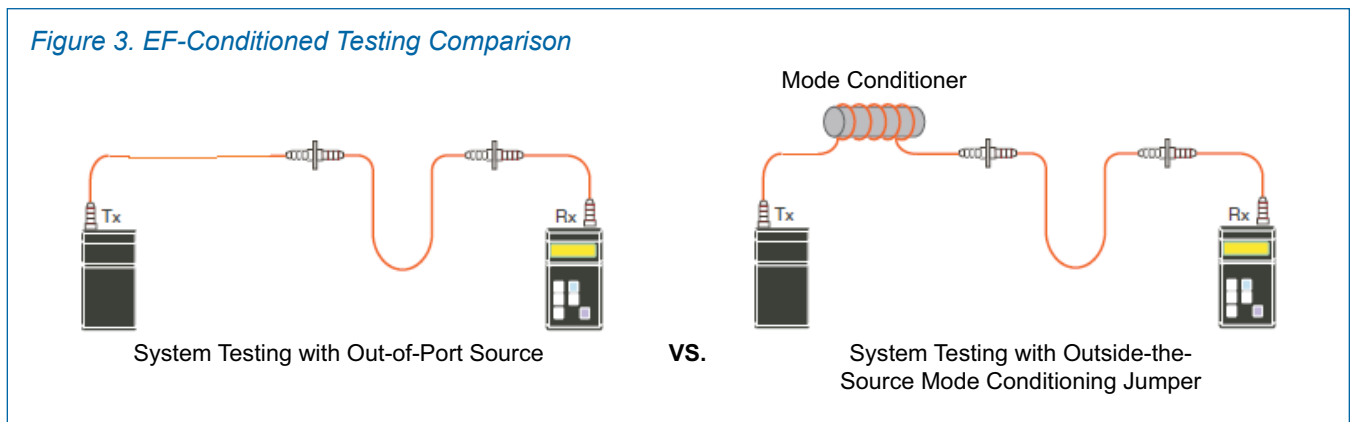 Figure 3. EF-Conditioned Testing Comparison
Mode Conditioner
Tx
Rx
Tx
Rx
System Testing with Out-of-Port Source
VS.
System Testing with Outside-the-
Source Mode Conditioning Jumper